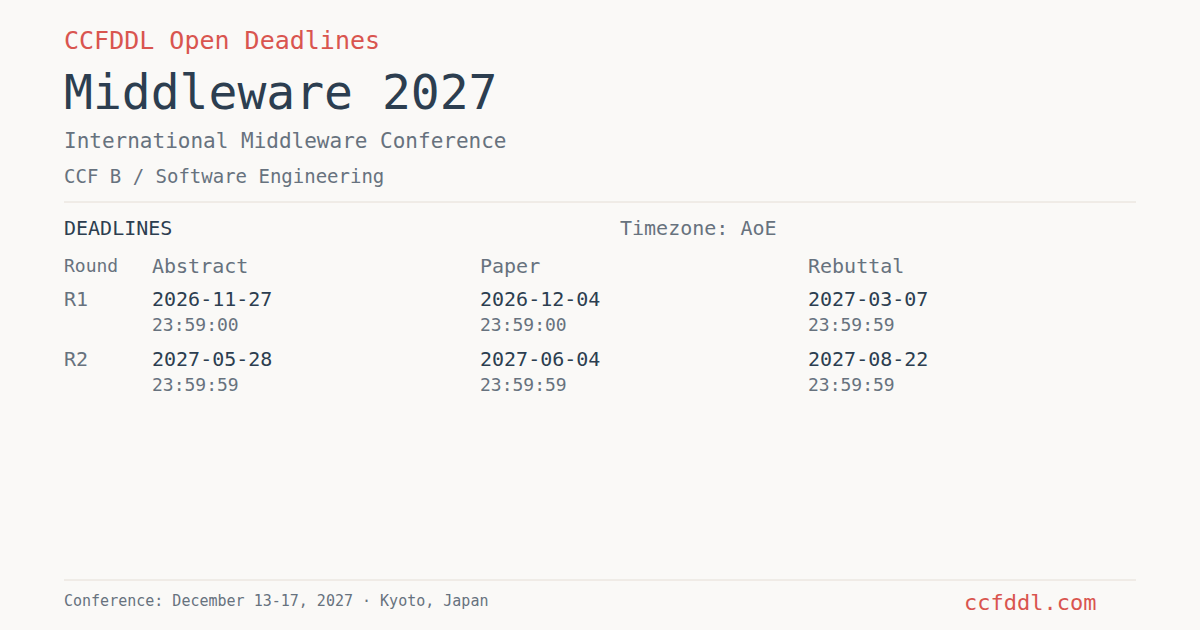 CCFDDL Open Deadlines
Middleware 2027
International Middleware Conference
CCF B / Software Engineering
DEADLINES Timezone: AoE
Round Abstract Paper Rebuttal
R1 2026-11-27 2026-12-04 2027-03-07
23:59:00 23:59:00 23:59:59
R2 2027-05-28 2027-06-04 2027-08-22
23:59:59 23:59:59 23:59:59
Conference: December 13-17, 2027 · Kyoto, Japan ccfddl.com